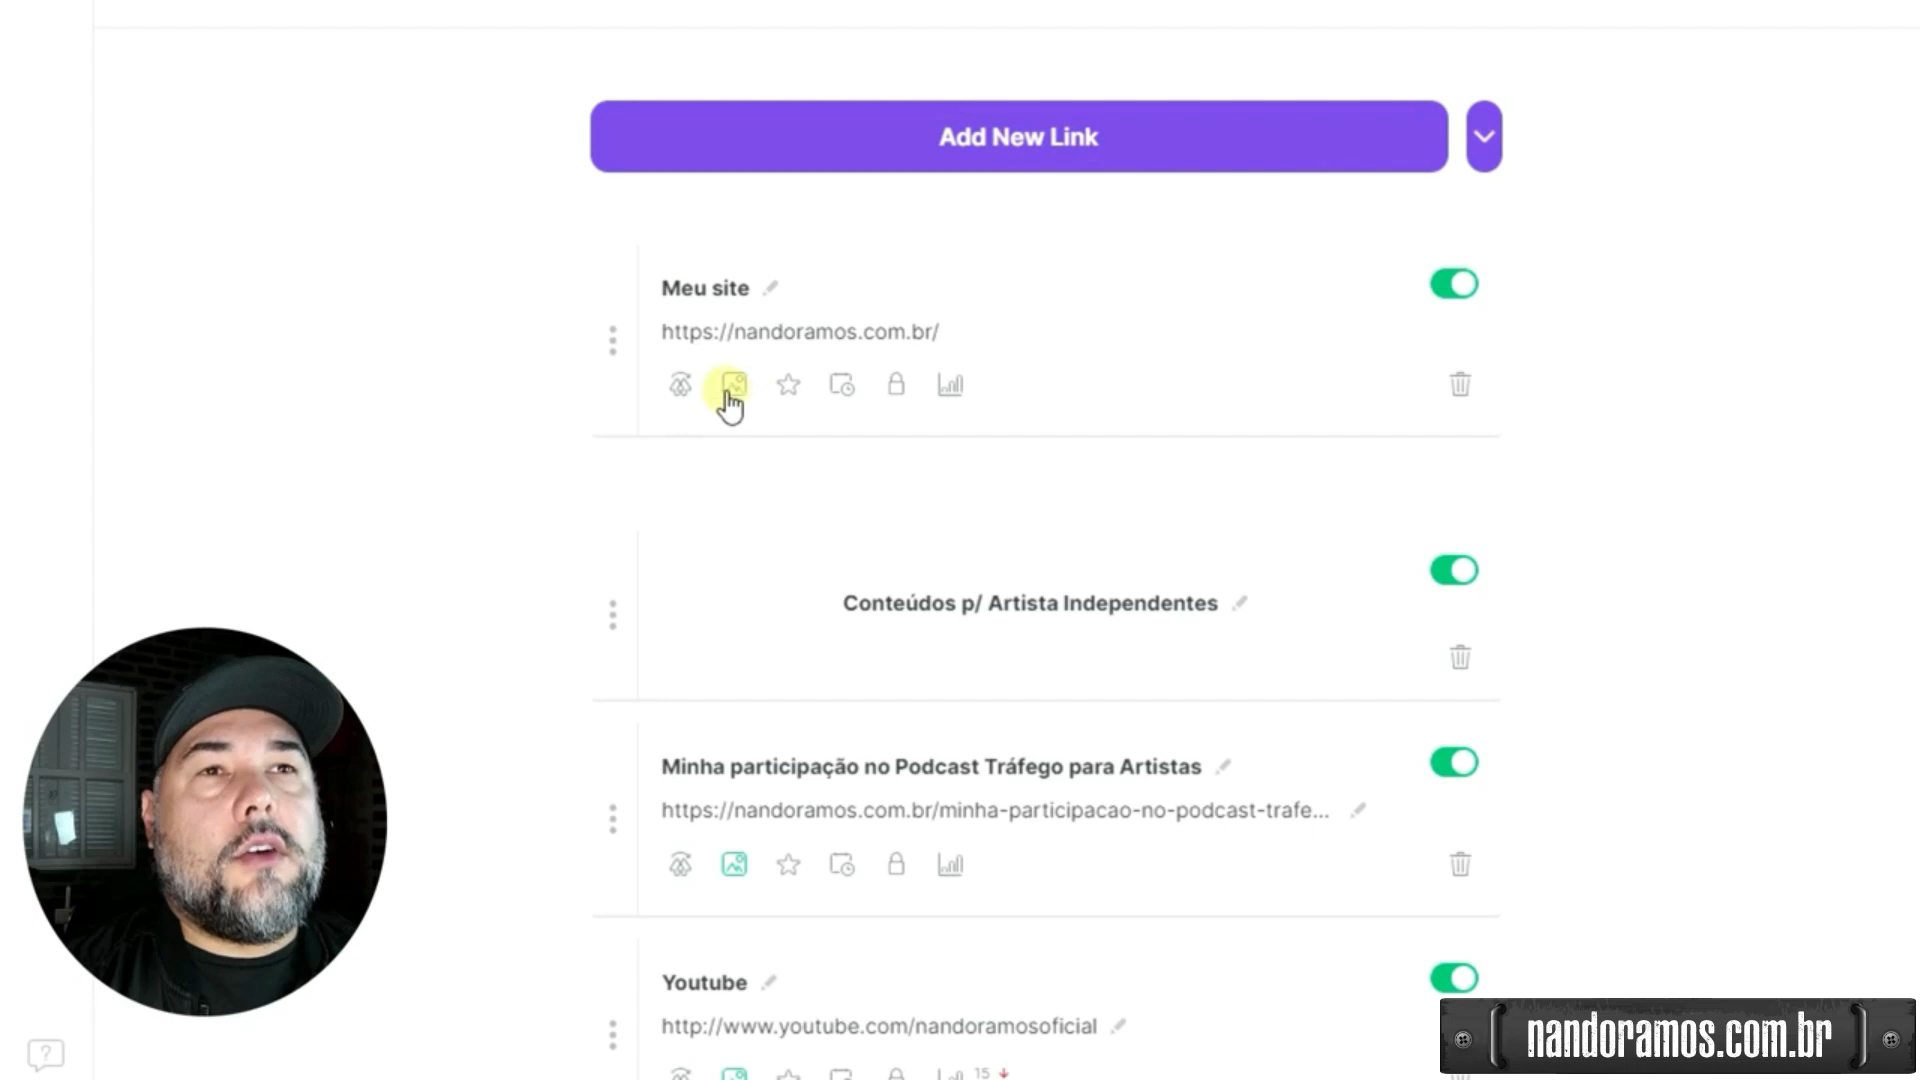 Add New Link
Meu site
https://nandoramos.com.br/
Conteúdos p/ Artista Independentes
Minha participação no Podcast Tráfego para Artistas
https://nandoramos.com.br/minha-participacao-no-podcast-trafe...
Youtube
http://www.youtube.com/nandoramosoficial
15
?
nandoramos.com.br